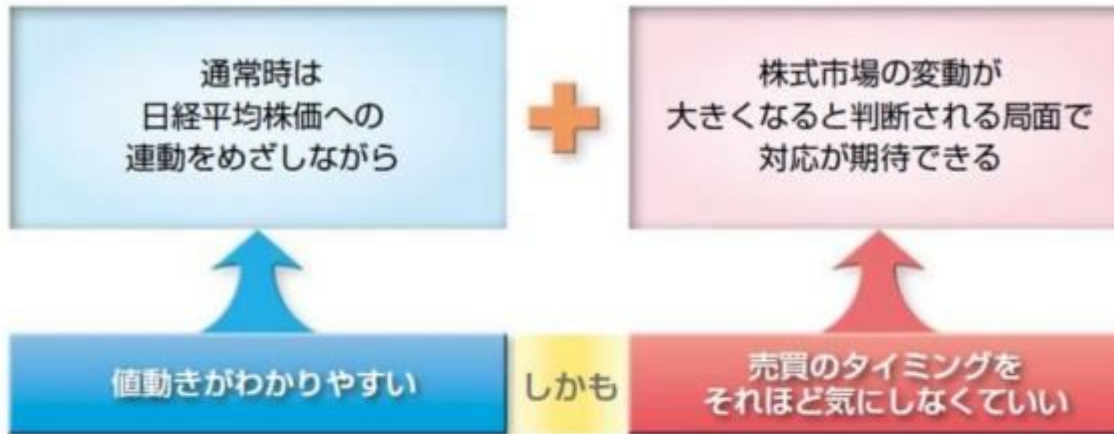 通常時は
日経平均株価への
連動をめざしながら
株式市場の変動が
大きくなると判断される局面で
対応が期待できる
値動きがわかりやすい
しかも
売買のタイミングを
それほど気にしなくていい